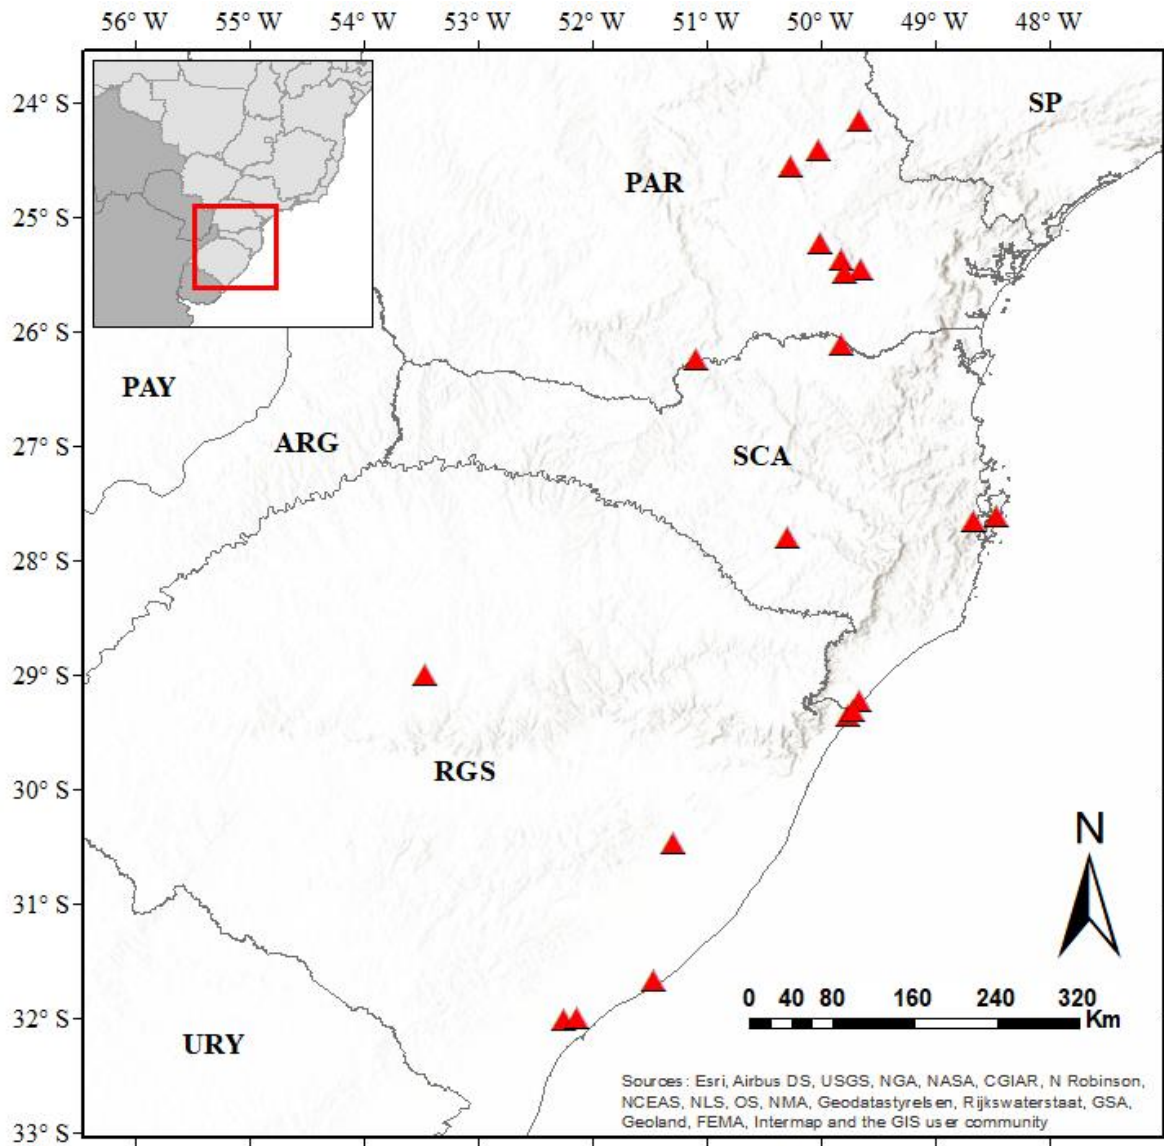 56° W 55° W 54° W 53° W 52° W 51° W 50° W 49° W 48° W
24° S
SP
PAR
25° S
26° S
PAY
ARG
27° S
SCA
28° S
29° S
RGS
30° S
N
31° S
0 40 80 160 240 320
Km
32° S
URY
Sources: Esri, Airbus DS, USGS, NGA, NASA, CGIAR, N Robinson,
NCEAS, NLS, OS, NMA, Geodatastyrelsen, Rijkswaterstaat, GSA,
Geoland, FEMA, Intermap and the GIS user community
33° S